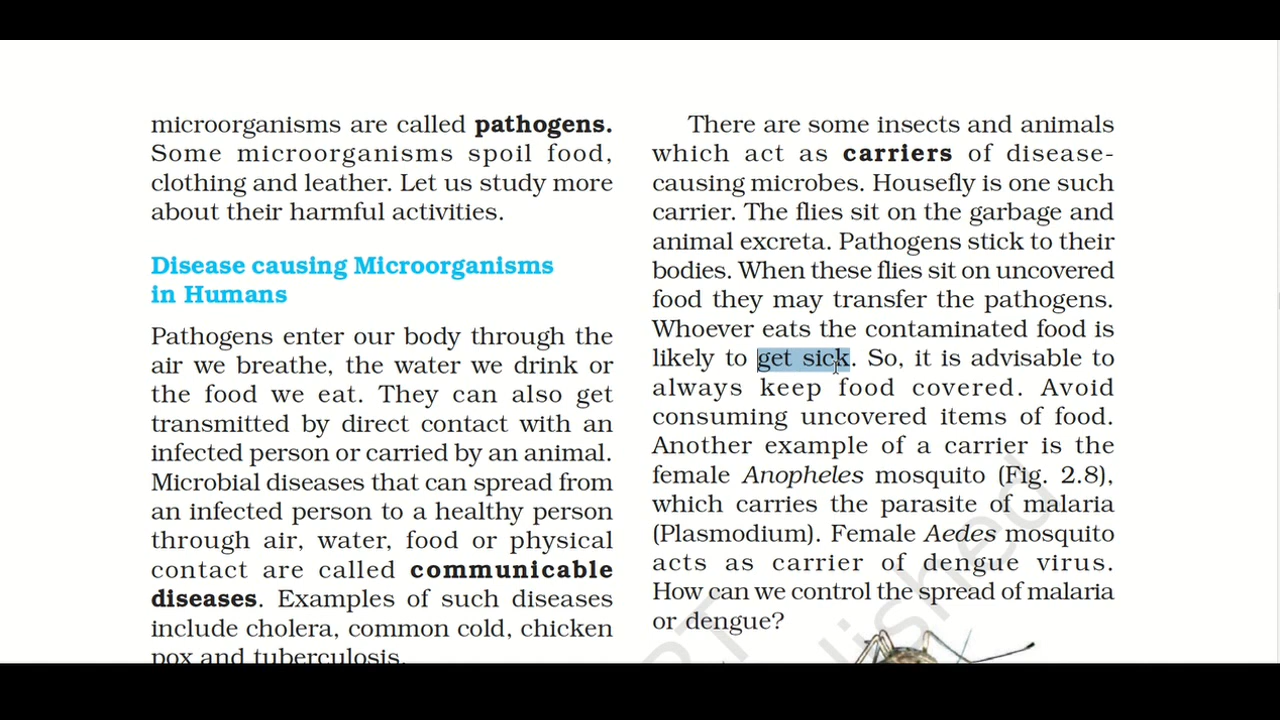 microorganisms are called pathogens.
Some microorganisms spoil food,
clothing and leather. Let us study more
about their harmful activities.
Disease causing Microorganisms
in Humans
Pathogens enter our body through the
air we breathe, the water we drink or
the food we eat. They can also get
transmitted by direct contact with an
infected person or carried by an animal.
Microbial diseases that can spread from
an infected person to a healthy person
through air, water, food or physical
contact are called communicable
diseases. Examples of such diseases
include cholera, common cold, chicken
pox and tuberculosis.
There are some insects and animals
which act as carriers of disease-
causing microbes. Housefly is one such
carrier. The flies sit on the garbage and
animal excreta. Pathogens stick to their
bodies. When these flies sit on uncovered
food they may transfer the pathogens.
Whoever eats the contaminated food is
likely to get sick. So, it is advisable to
always keep food covered. Avoid
consuming uncovered items of food.
Another example of a carrier is the
female Anopheles mosquito (Fig. 2.8),
which carries the parasite of malaria
(Plasmodium). Female Aedes mosquito
acts as carrier of dengue virus.
How can we control the spread of malaria
or dengue?